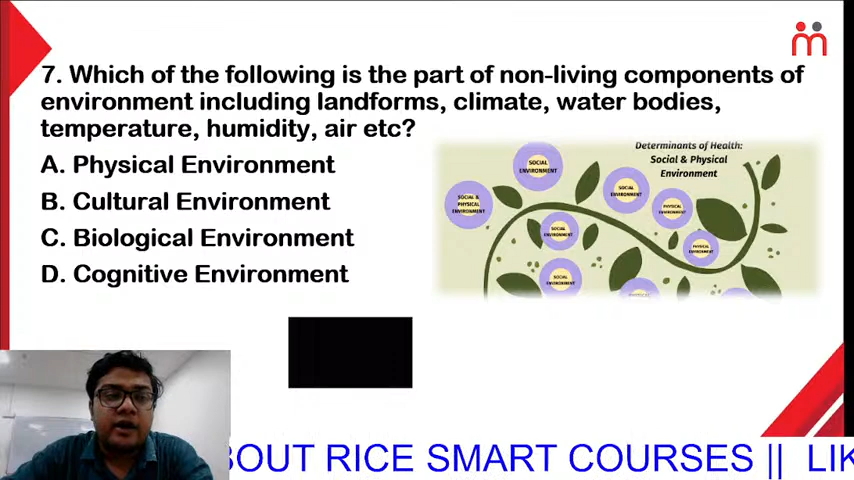 7. Which of the following is the part of non-living components of
environment including landforms, climate, water bodies,
temperature, humidity, air etc?
A. Physical Environment
B. Cultural Environment
C. Biological Environment
D. Cognitive Environment
Determinants of Health:
Social & Physical
Environment
SOCIAL
ENVIRONMENT
SOCIAL
ENVIRONMENT
SOCIAL &
PHYSICAL
ENVIRONMENT
PHYSICAL
ENVIRONMENT
SOCIAL
ENVIRONMENT
PHYSICAL
ENVIRONMENT
SOCIAL
ENVIRONMENT
PHYSICAL
BOUT RICE SMART COURSES || LIK